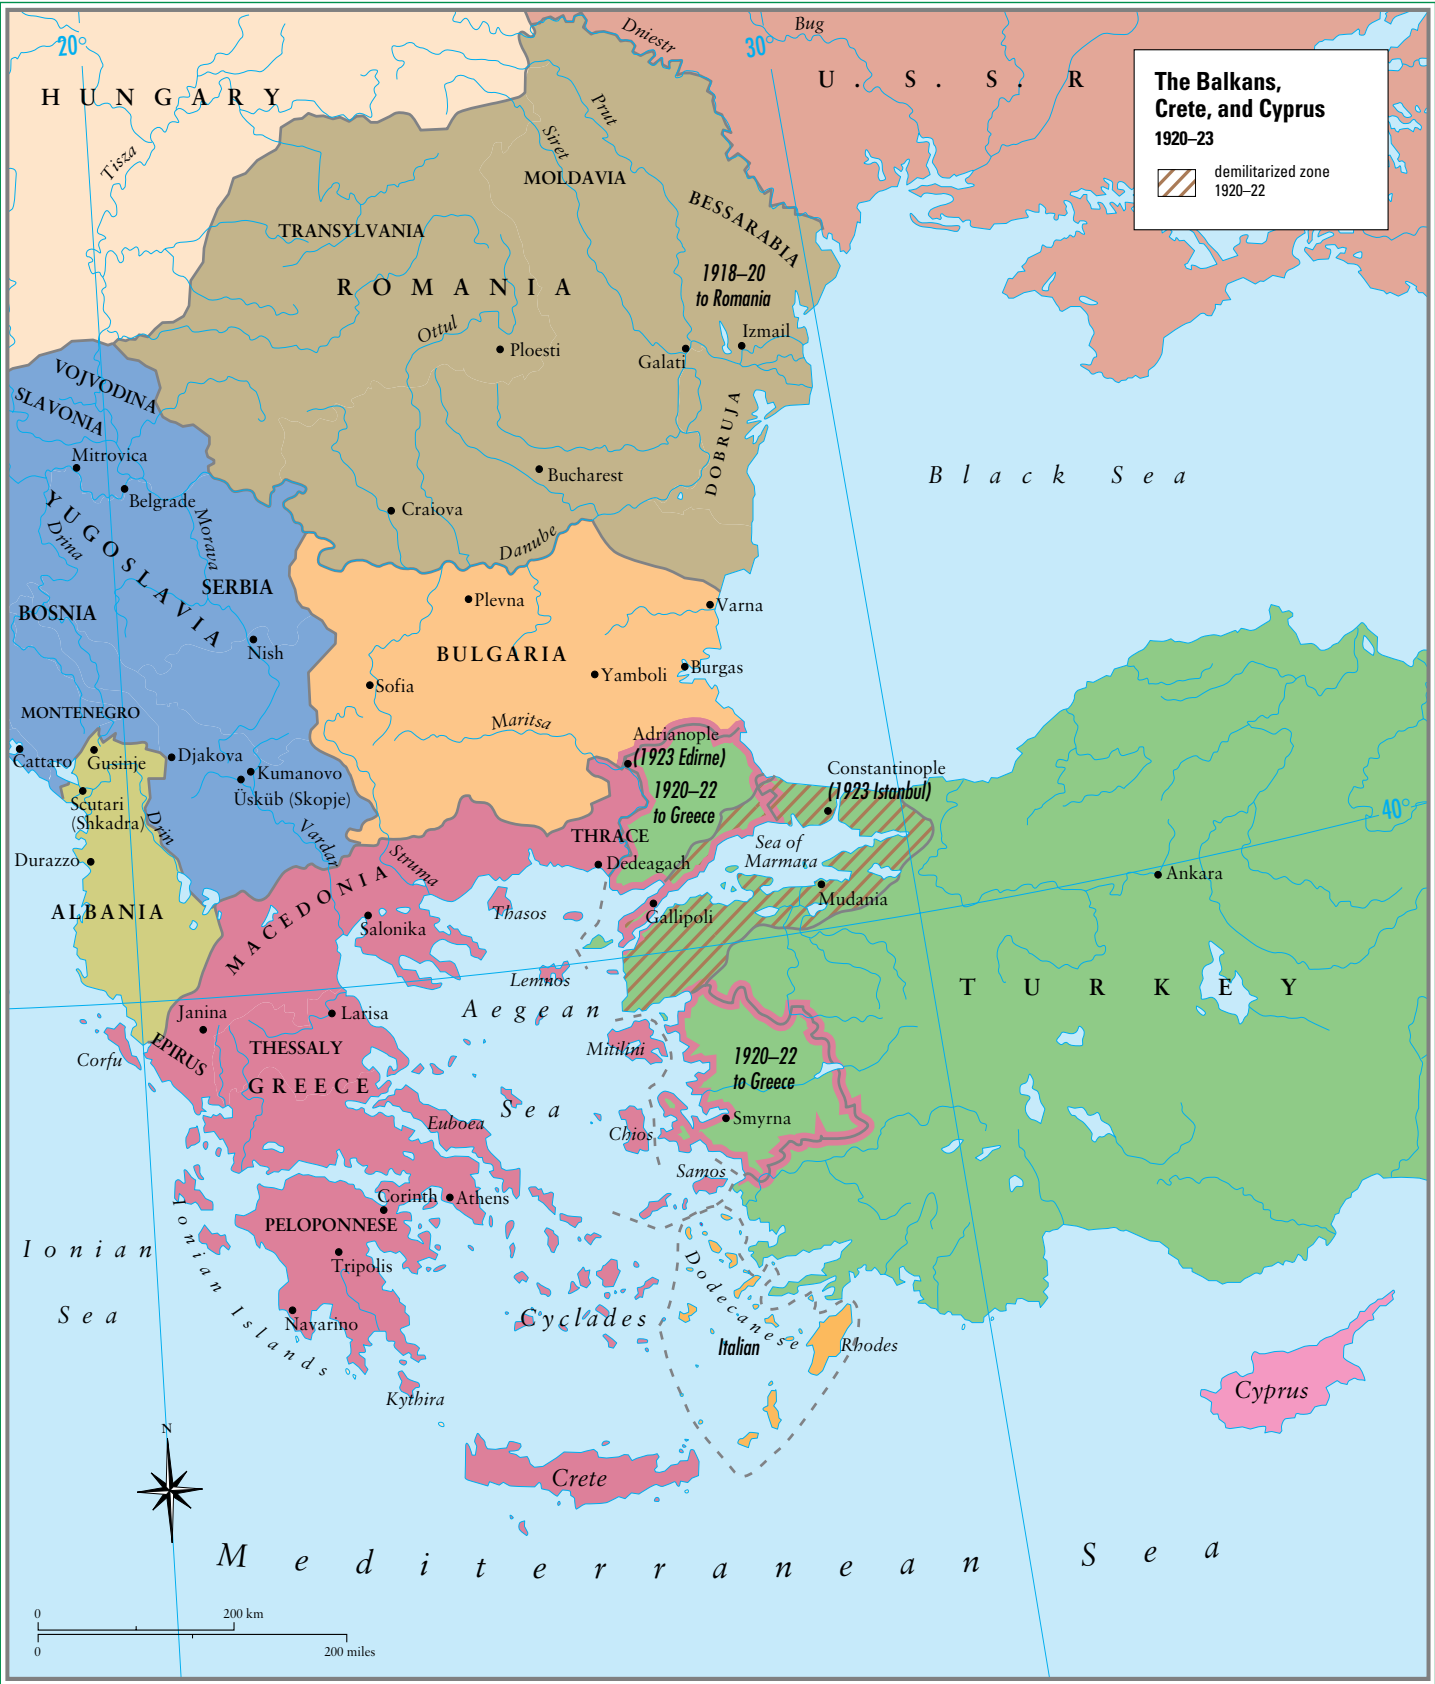 20°
30°
Bug
Dniestr
HUNGARY
U.S.S.R
The Balkans,
Crete, and Cyprus
1920–23
demilitarized zone
1920–22
Tisza
Prut
Siret
MOLDAVIA
BESSARABIA
TRANSYLVANIA
1918–20
to Romania
ROMANIA
Ottul
Izmail
Ploesti
Galati
VOJVODINA
SLAVONIA
DOBRUJA
Mitrovica
Bucharest
Black Sea
Belgrade
Craiova
YUGOSLAVIA
Drina
Morava
Danube
SERBIA
BOSNIA
Plevna
Varna
Nish
BULGARIA
Yamboli
Burgas
Sofia
MONTENEGRO
Maritsa
Adrianople
(1923 Edirne)
Cattaro
Gusinje
Djakova
Kumanovo
Üsküb (Skopje)
Constantinople
(1923 Istanbul)
1920–22
to Greece
Scutari
(Shkadra)
Drin
Vardar
Struma
THRACE
40°
Sea of
Marmara
Durazzo
Dedeagach
Ankara
ALBANIA
MACEDONIA
Thasos
Gallipoli
Mudania
Salonika
Lemnos
TURKEY
Janina
Larisa
Aegean
Sea
EPIRUS
THESSALY
Mitilini
Corfu
GREECE
1920–22
to Greece
Smyrna
Euboea
Chios
Samos
Corinth
Athens
PELOPONNESE
Tripolis
Ionian
Sea
Ionian Islands
Navarino
Cyclades
Dodecanese
Italian
Rhodes
Kythira
Cyprus
N
Crete
Mediterranean Sea
0
200 km
0
200 miles